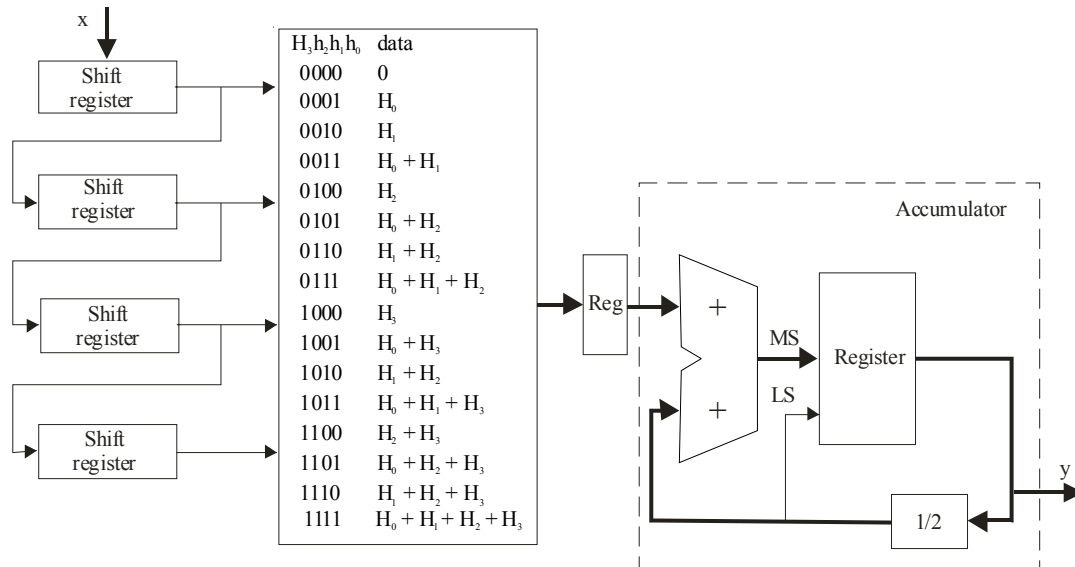 x
Shift register
Shift register
Shift register
Shift register
H₃h₂h₁h₀ data
0000 0
0001 H₀
0010 H₁
0011 H₀ + H₁
0100 H₂
0101 H₀ + H₂
0110 H₁ + H₂
0111 H₀ + H₁ + H₂
1000 H₃
1001 H₀ + H₃
1010 H₁ + H₂
1011 H₀ + H₁ + H₃
1100 H₂ + H₃
1101 H₀ + H₂ + H₃
1110 H₁ + H₂ + H₃
1111 H₀ + H₁ + H₂ + H₃
Reg
Accumulator
+
+
MS
LS
Register
1/2
y